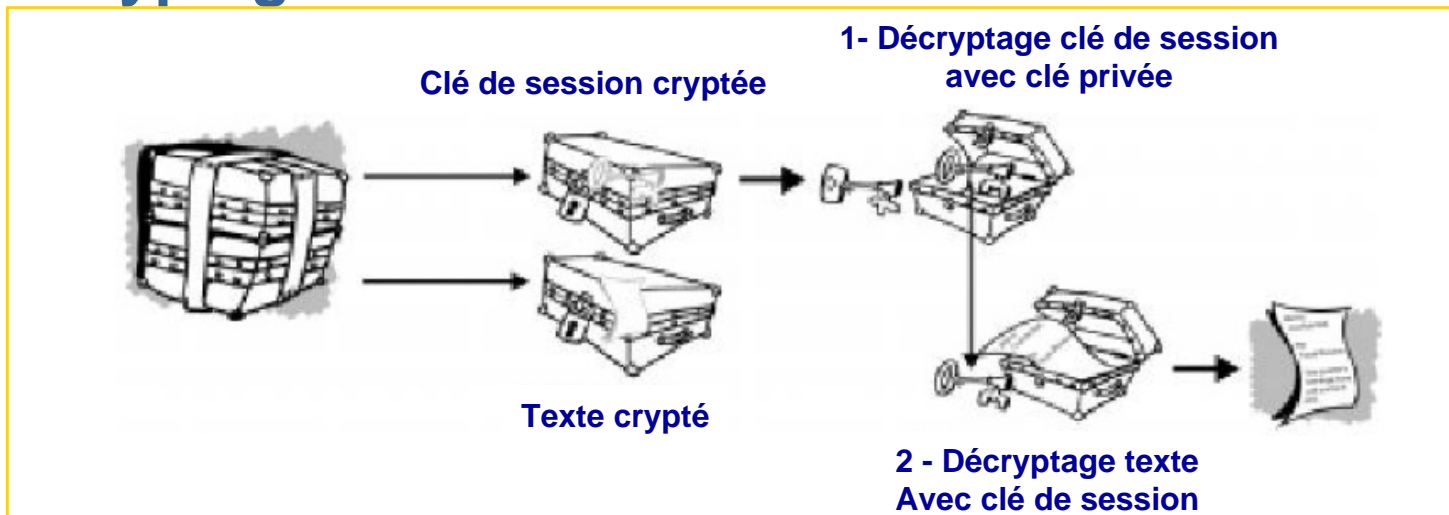 1- Décryptage clé de session
avec clé privée
Clé de session cryptée
Texte crypté
2 - Décryptage texte
Avec clé de session